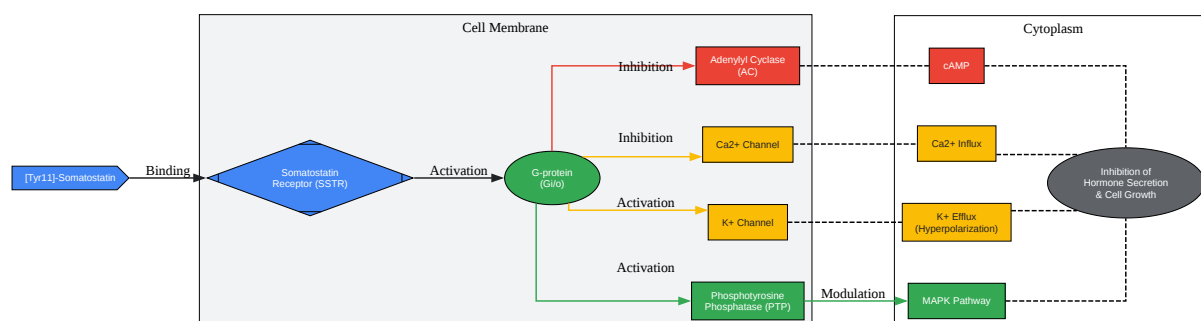 Cell Membrane
Cytoplasm
[Tyr11]-Somatostatin
Binding
Somatostatin
Receptor (SSTR)
Activation
G-protein
(Gi/o)
Inhibition
Adenylyl Cyclase
(AC)
cAMP
Inhibition
Ca2+ Channel
Ca2+ Influx
Activation
K+ Channel
K+ Efflux
(Hyperpolarization)
Activation
Phosphotyrosine
Phosphatase (PTP)
Modulation
MAPK Pathway
Inhibition of
Hormone Secretion
& Cell Growth